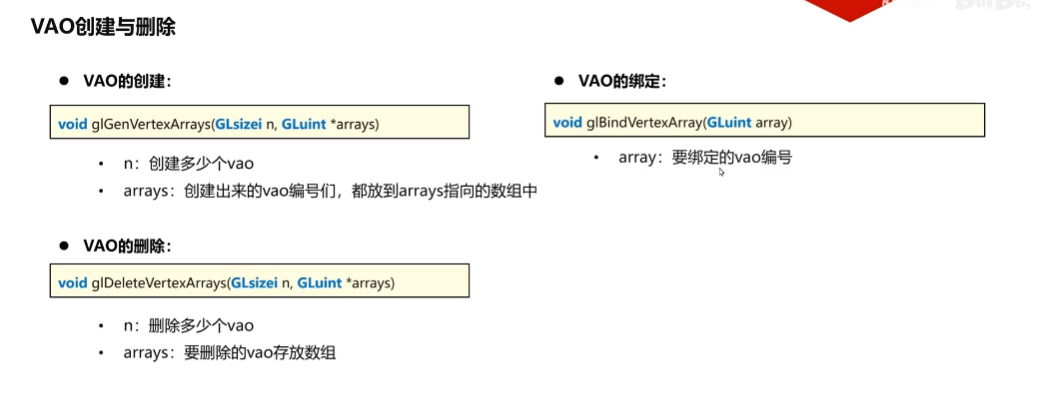 VAO创建与删除
● VAO的创建：
void glGenVertexArrays(GLsizei n, GLuint *arrays)
• n：创建多少个vao
• arrays：创建出来的vao编号们，都放到arrays指向的数组中
● VAO的删除：
void glDeleteVertexArrays(GLsizei n, GLuint *arrays)
• n：删除多少个vao
• arrays：要删除的vao存放数组
● VAO的绑定：
void glBindVertexArray(GLuint array)
• array：要绑定的vao编号